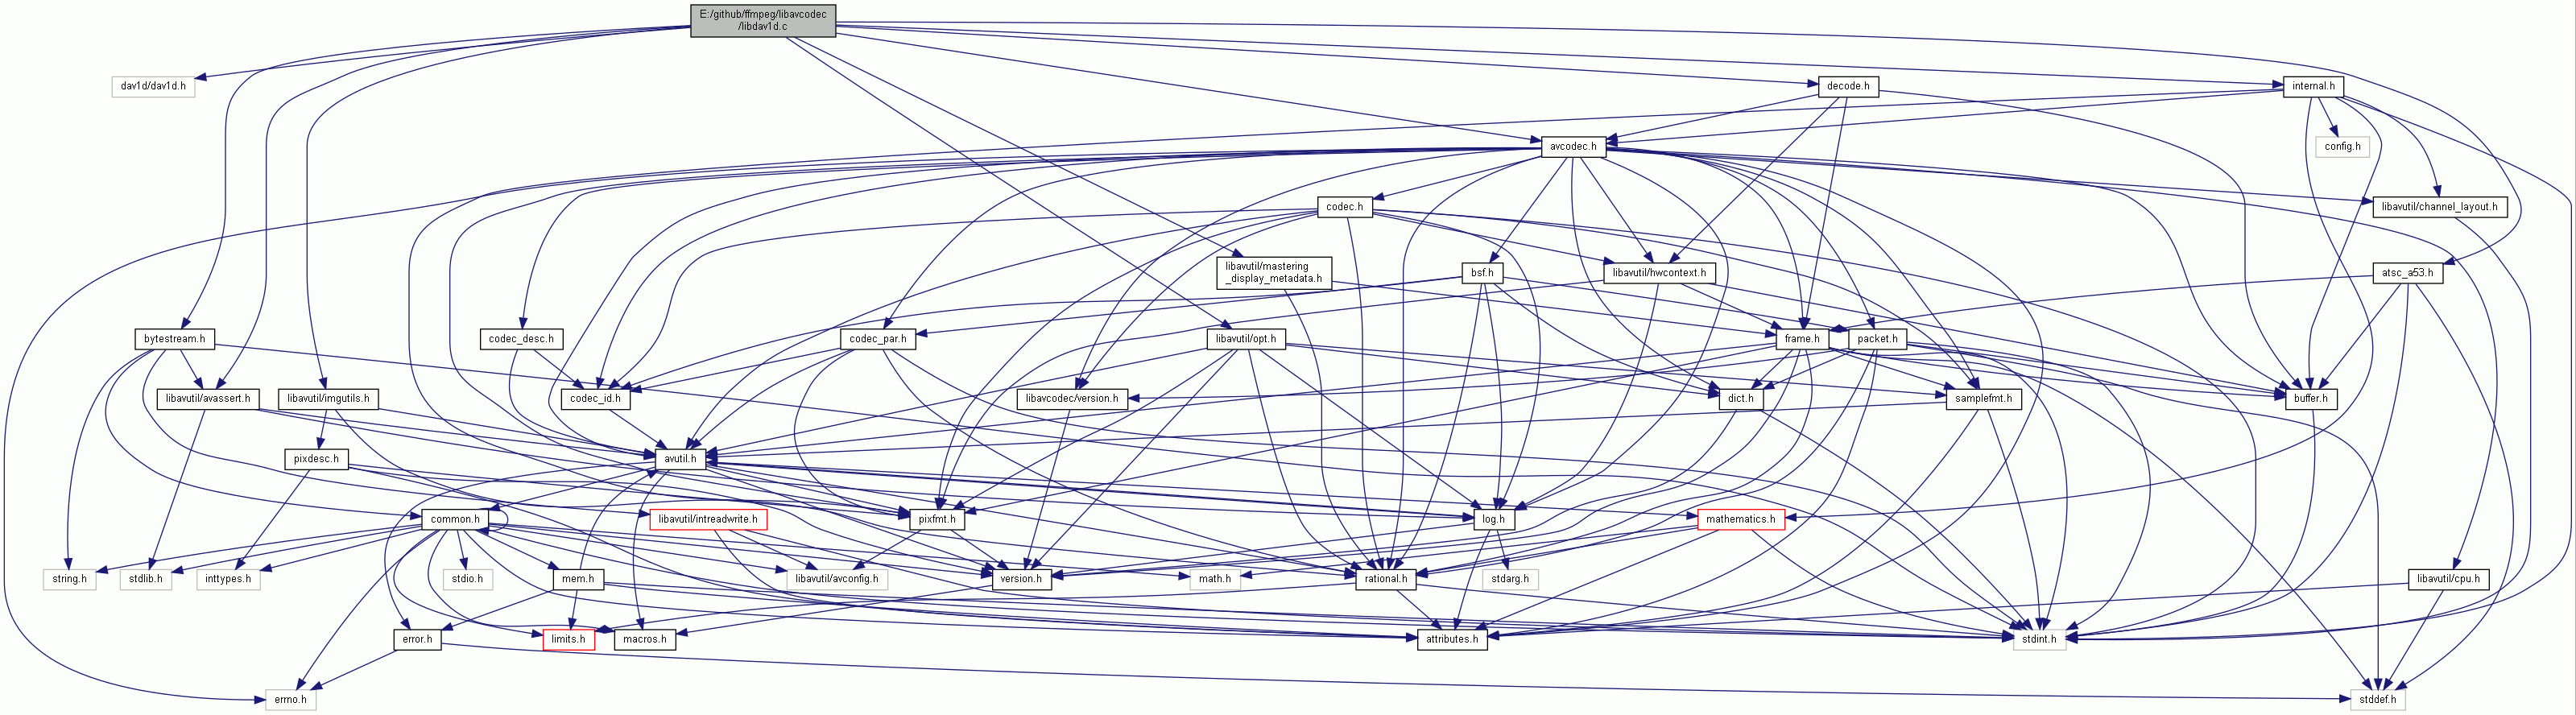 E:/github/ffmpeg/libavcodec
/libdav1d.c
dav1d/dav1d.h
decode.h
internal.h
avcodec.h
config.h
codec.h
libavutil/channel_layout.h
libavutil/mastering
_display_metadata.h
bsf.h
libavutil/hwcontext.h
atsc_a53.h
bytestream.h
codec_desc.h
codec_par.h
libavutil/opt.h
frame.h
packet.h
libavutil/avassert.h
libavutil/imgutils.h
codec_id.h
libavcodec/version.h
dict.h
samplefmt.h
buffer.h
pixdesc.h
avutil.h
common.h
libavutil/intreadwrite.h
pixfmt.h
log.h
mathematics.h
string.h
stdlib.h
inttypes.h
stdio.h
mem.h
libavutil/avconfig.h
version.h
math.h
rational.h
stdarg.h
libavutil/cpu.h
error.h
limits.h
macros.h
attributes.h
stdint.h
errno.h
stddef.h